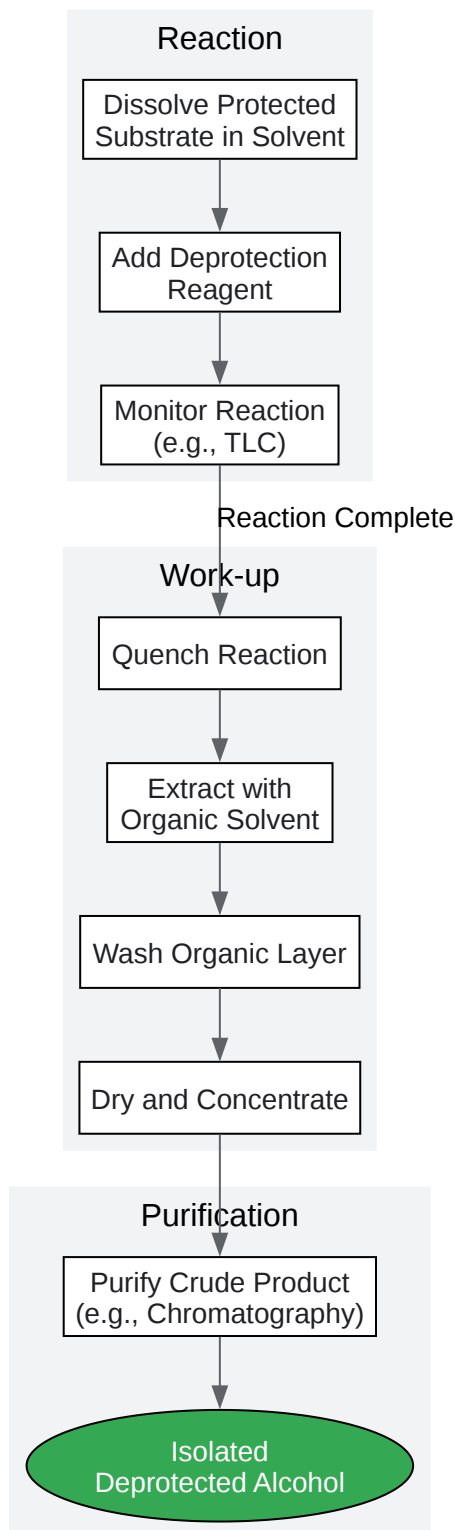 Reaction
Dissolve Protected
Substrate in Solvent
Add Deprotection
Reagent
Monitor Reaction
(e.g., TLC)
Reaction Complete
Work-up
Quench Reaction
Extract with
Organic Solvent
Wash Organic Layer
Dry and Concentrate
Purification
Purify Crude Product
(e.g., Chromatography)
Isolated
Deprotected Alcohol